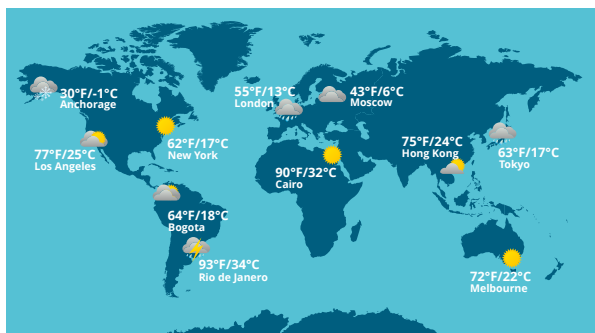 30°F/-1°C
Anchorage
55°F/13°C
London
43°F/6°C
Moscow
77°F/25°C
Los Angeles
62°F/17°C
New York
90°F/32°C
Cairo
75°F/24°C
Hong Kong
63°F/17°C
Tokyo
64°F/18°C
Bogota
93°F/34°C
Rio de Janero
72°F/22°C
Melbourne